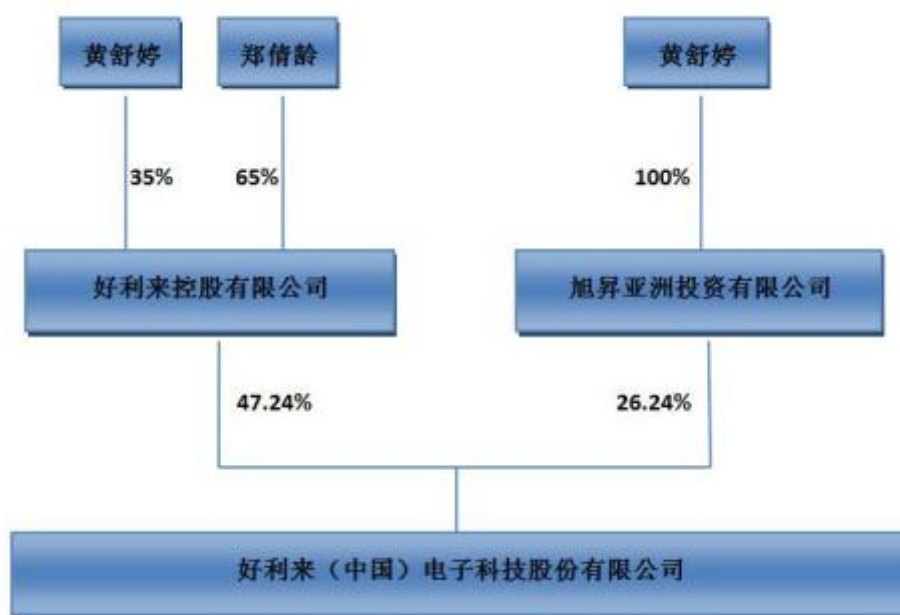 黄舒婷
郑倩龄
黄舒婷
35%
65%
100%
好利来控股有限公司
旭昇亚洲投资有限公司
47.24%
26.24%
好利来（中国）电子科技股份有限公司